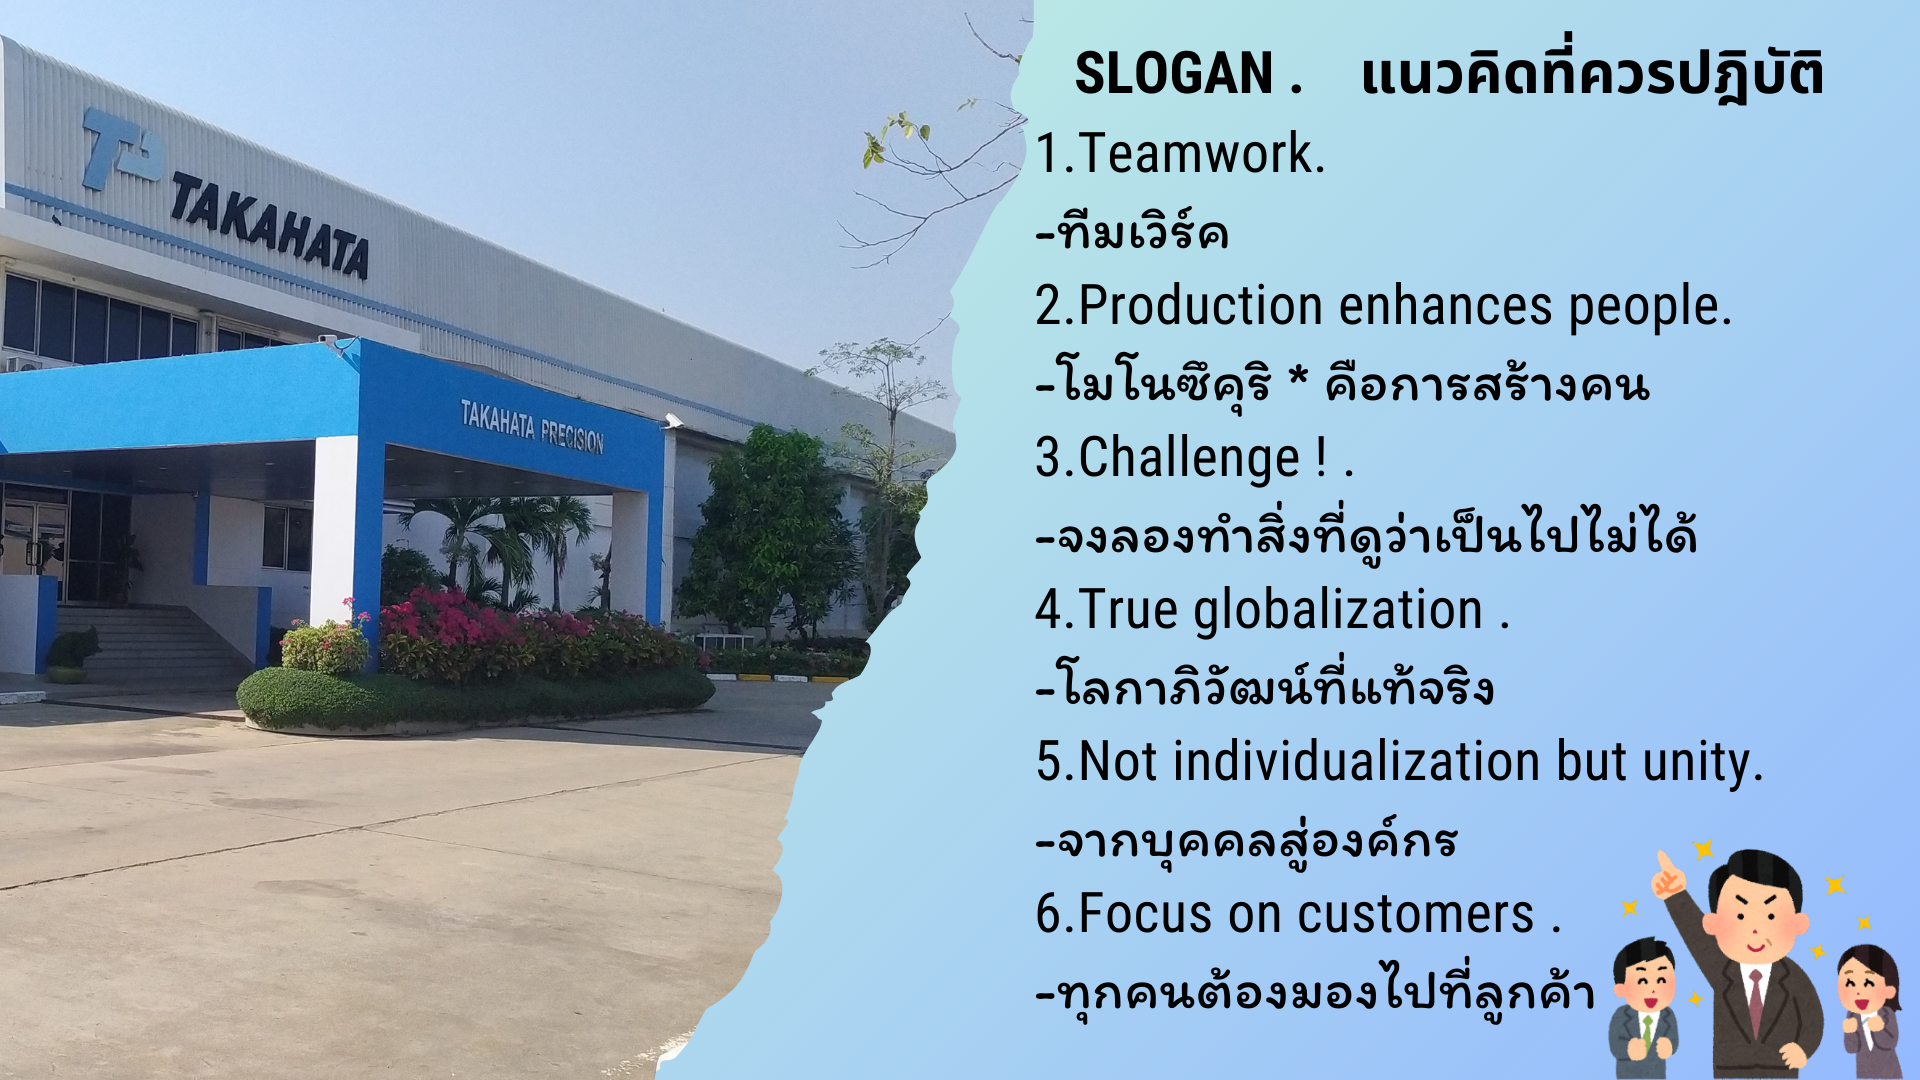 TAKAHATA
TAKAHATA PRECISION
SLOGAN . แนวคิดที่ควรปฎิบัติ
1.Teamwork.
-ทีมเวิร์ค
2.Production enhances people.
-โมโนซึคุริ * คือการสร้างคน
3.Challenge ! .
-จงลองทำสิ่งที่ดูว่าเป็นไปไม่ได้
4.True globalization .
-โลกาภิวัฒน์ที่แท้จริง
5.Not individualization but unity.
-จากบุคคลสู่องค์กร
6.Focus on customers .
-ทุกคนต้องมองไปที่ลูกค้า